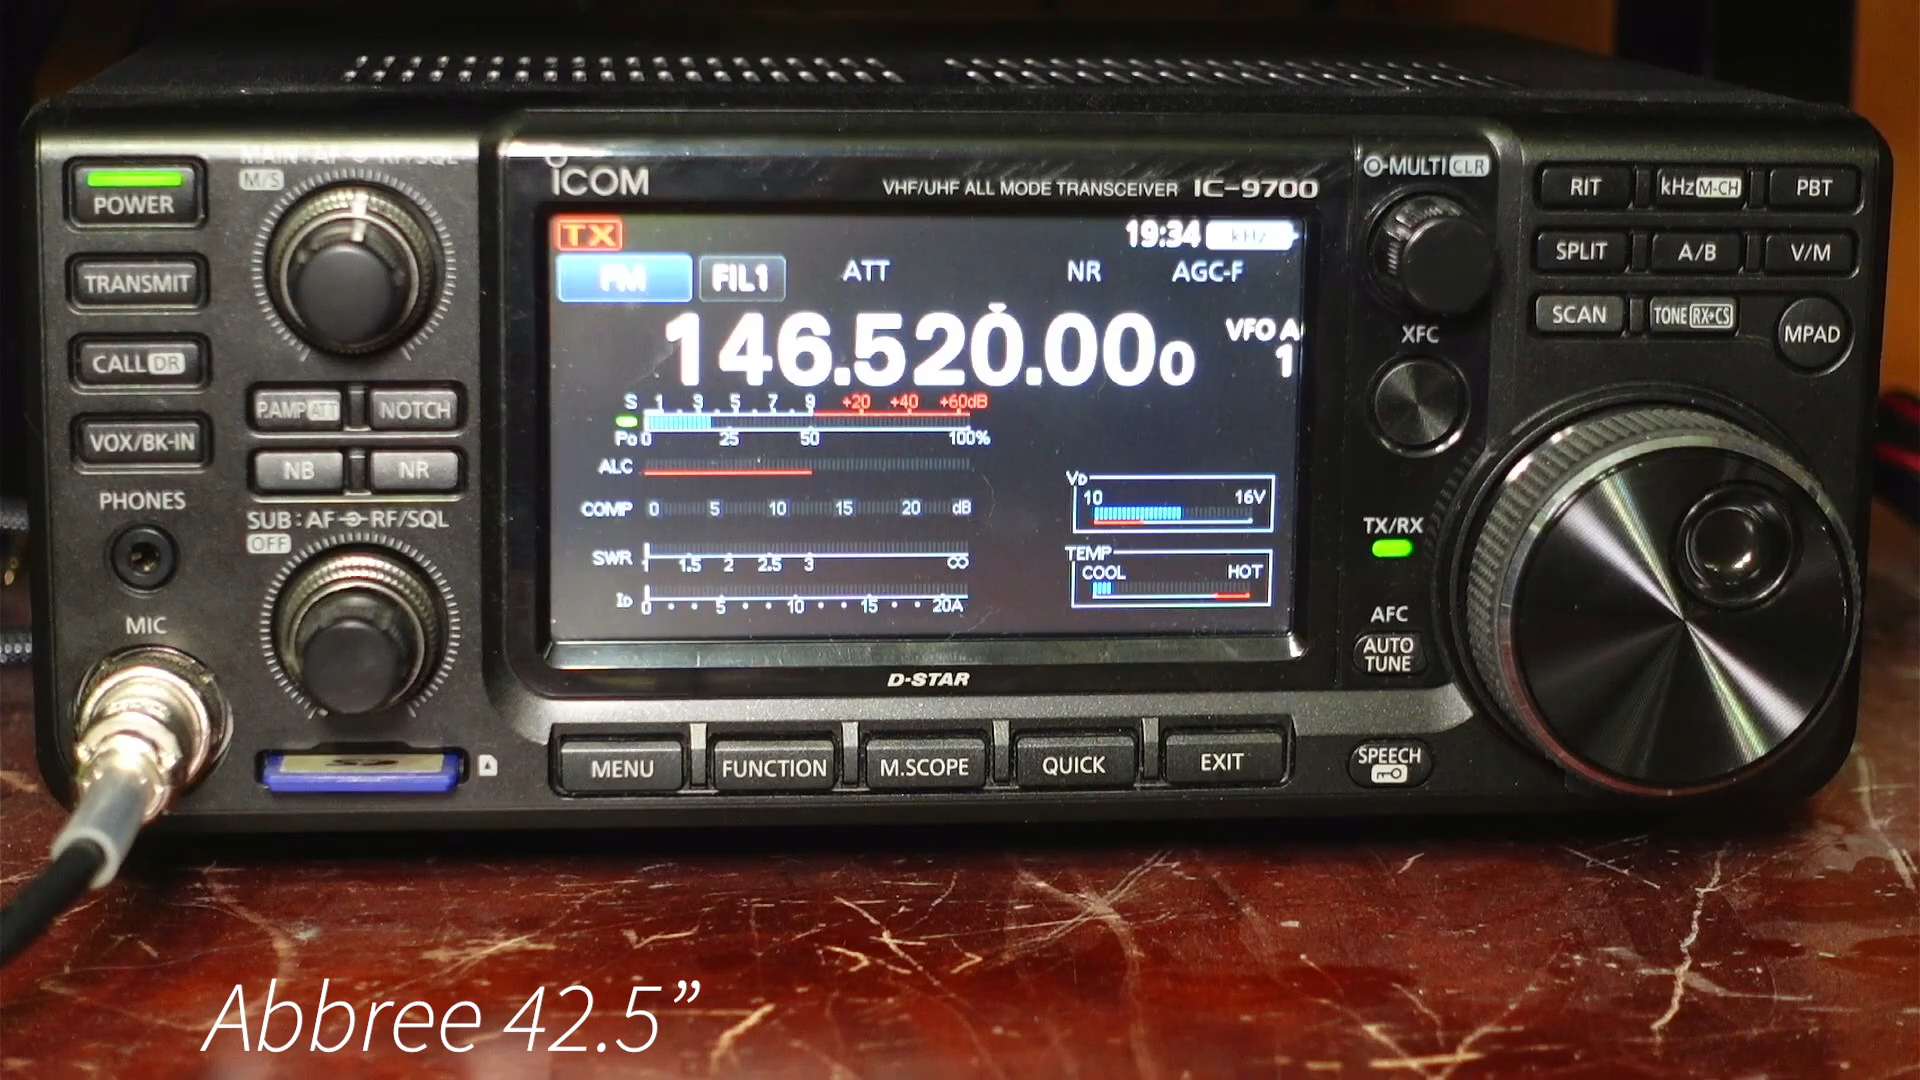 MAIN : AF RF/SQL
M/S
POWER
TRANSMIT
CALL DR
VOX/BK-IN
PHONES
MIC
P.AMP ATT
NOTCH
NB
NR
SUB : AF RF/SQL
OFF
ICOM
VHF/UHF ALL MODE TRANSCEIVER IC-9700
TX
19:34 kHz
FM FIL1 ATT NR AGC-F
146.520.000
VFO A
1
S 1 3 5 7 9 +20 +40 +60dB
Po 0 25 50 100%
ALC
COMP 0 5 10 15 20 dB
SWR 1 1.5 2 2.5 3 ∞
ID 0 5 10 15 20A
VD
10 16V
TEMP
COOL HOT
D-STAR
MENU
FUNCTION
M.SCOPE
QUICK
EXIT
MULTI CLR
XFC
TX/RX
AFC
AUTO
TUNE
SPEECH
RIT
kHz M-CH
PBT
SPLIT
A/B
V/M
SCAN
TONE RX→CS
MPAD
Abbree 42.5”